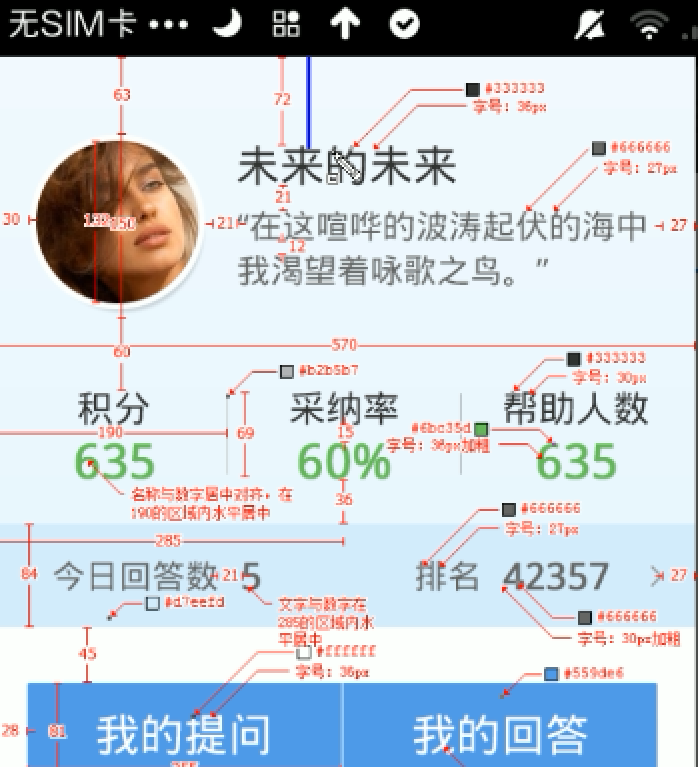 无SIM卡
63
72
#333333
字号: 36px
未来的未来
#666666
字号: 27px
30
21
21
“在这喧哗的波涛起伏的海中
27
12
我渴望着咏歌之鸟。”
570
60
#b2b5b7
#333333
字号: 30px
积分
采纳率
帮助人数
190
69
15
#6bc35d
字号: 36px加粗
635
60%
635
名称与数字居中对齐，在
190的区域内水平居中
36
#666666
字号: 27px
285
84
今日回答数
21
5
排名
42357
27
#d7eefd
文字与数字在
285的区域内水
平居中
#666666
字号: 30px加粗
45
#ffffff
字号: 36px
#559de6
28
81
我的提问
我的回答